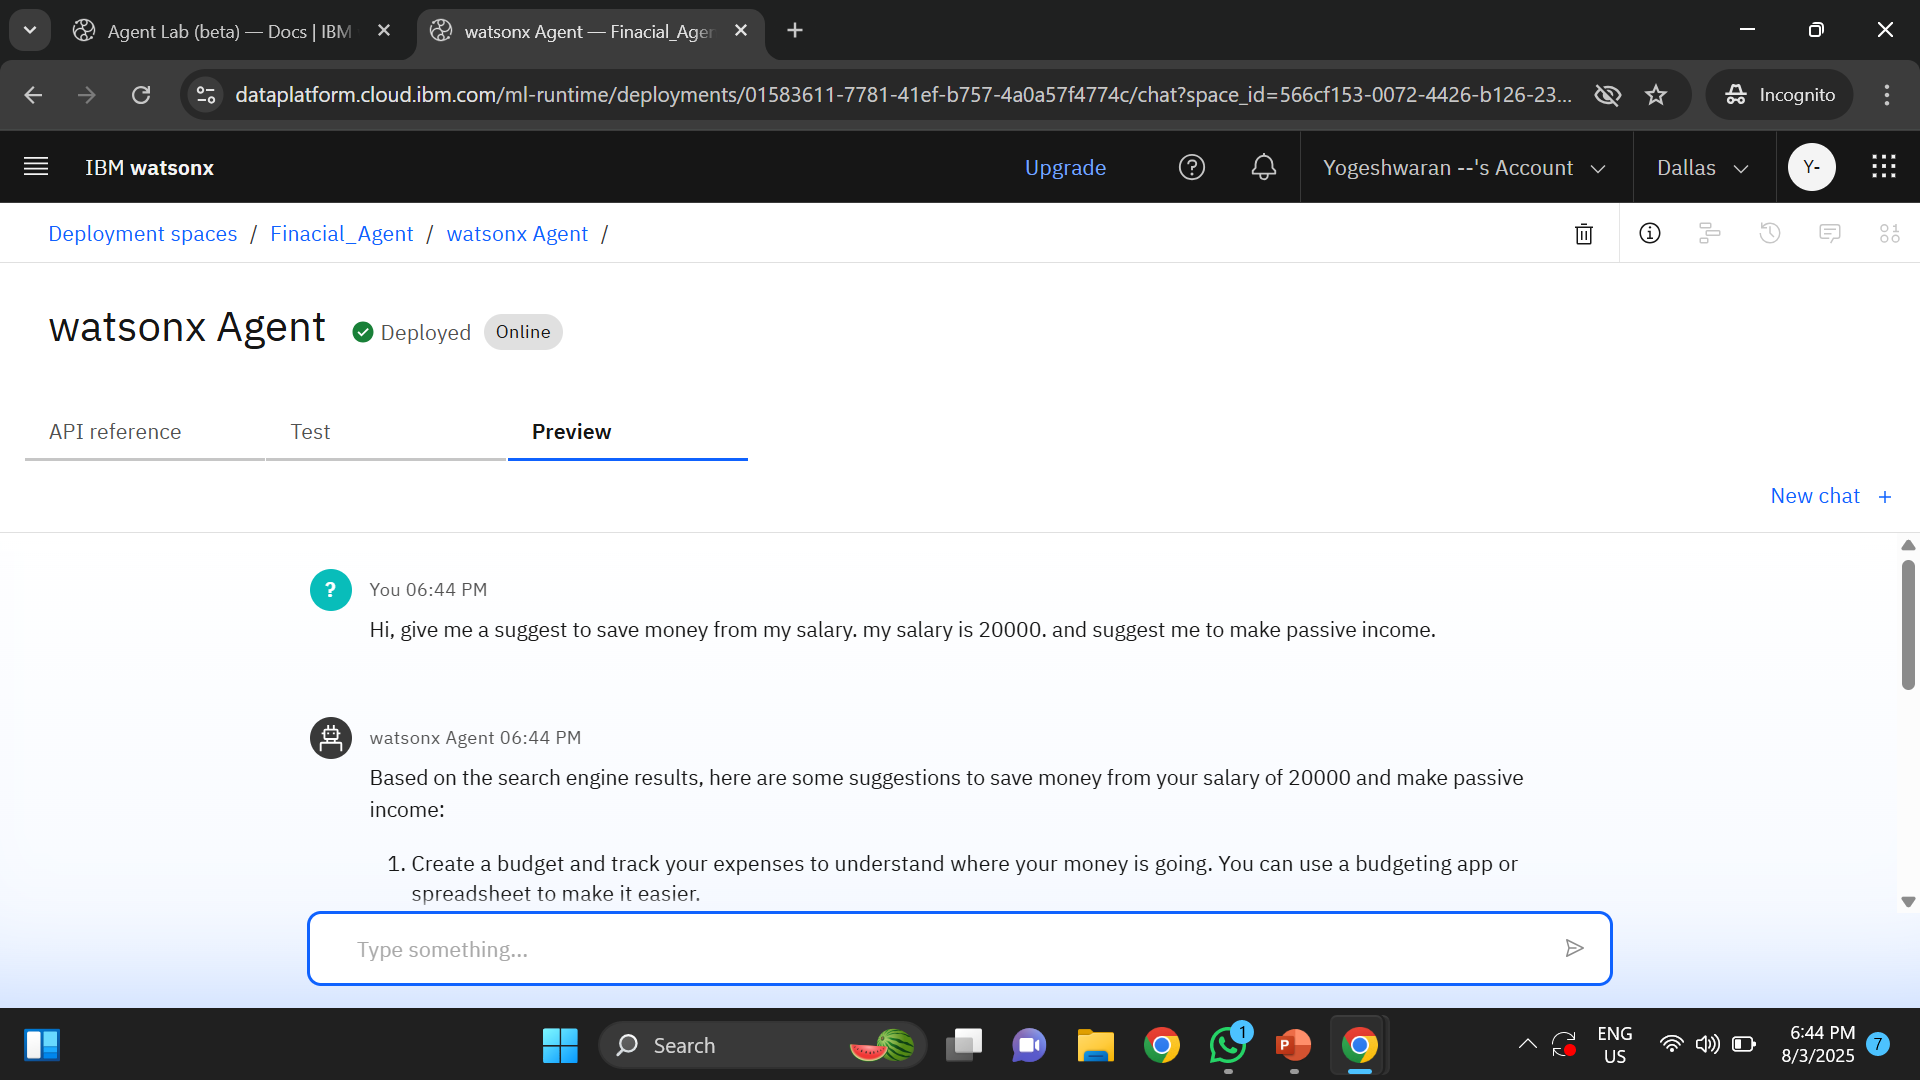 Agent Lab (beta) — Docs | IBM
watsonx Agent — Finacial_Agen
dataplatform.cloud.ibm.com/ml-runtime/deployments/01583611-7781-41ef-b757-4a0a57f4774c/chat?space_id=566cf153-0072-4426-b126-23...
Incognito
IBM watsonx
Upgrade
Yogeshwaran --'s Account
Dallas
Y-
Deployment spaces / Finacial_Agent / watsonx Agent /
watsonx Agent
Deployed
Online
API reference
Test
Preview
New chat +
?
You 06:44 PM
Hi, give me a suggest to save money from my salary. my salary is 20000. and suggest me to make passive income.
watsonx Agent 06:44 PM
Based on the search engine results, here are some suggestions to save money from your salary of 20000 and make passive
income:
1. Create a budget and track your expenses to understand where your money is going. You can use a budgeting app or
spreadsheet to make it easier.
Type something...
Search
1
P
ENG
US
6:44 PM
8/3/2025
7